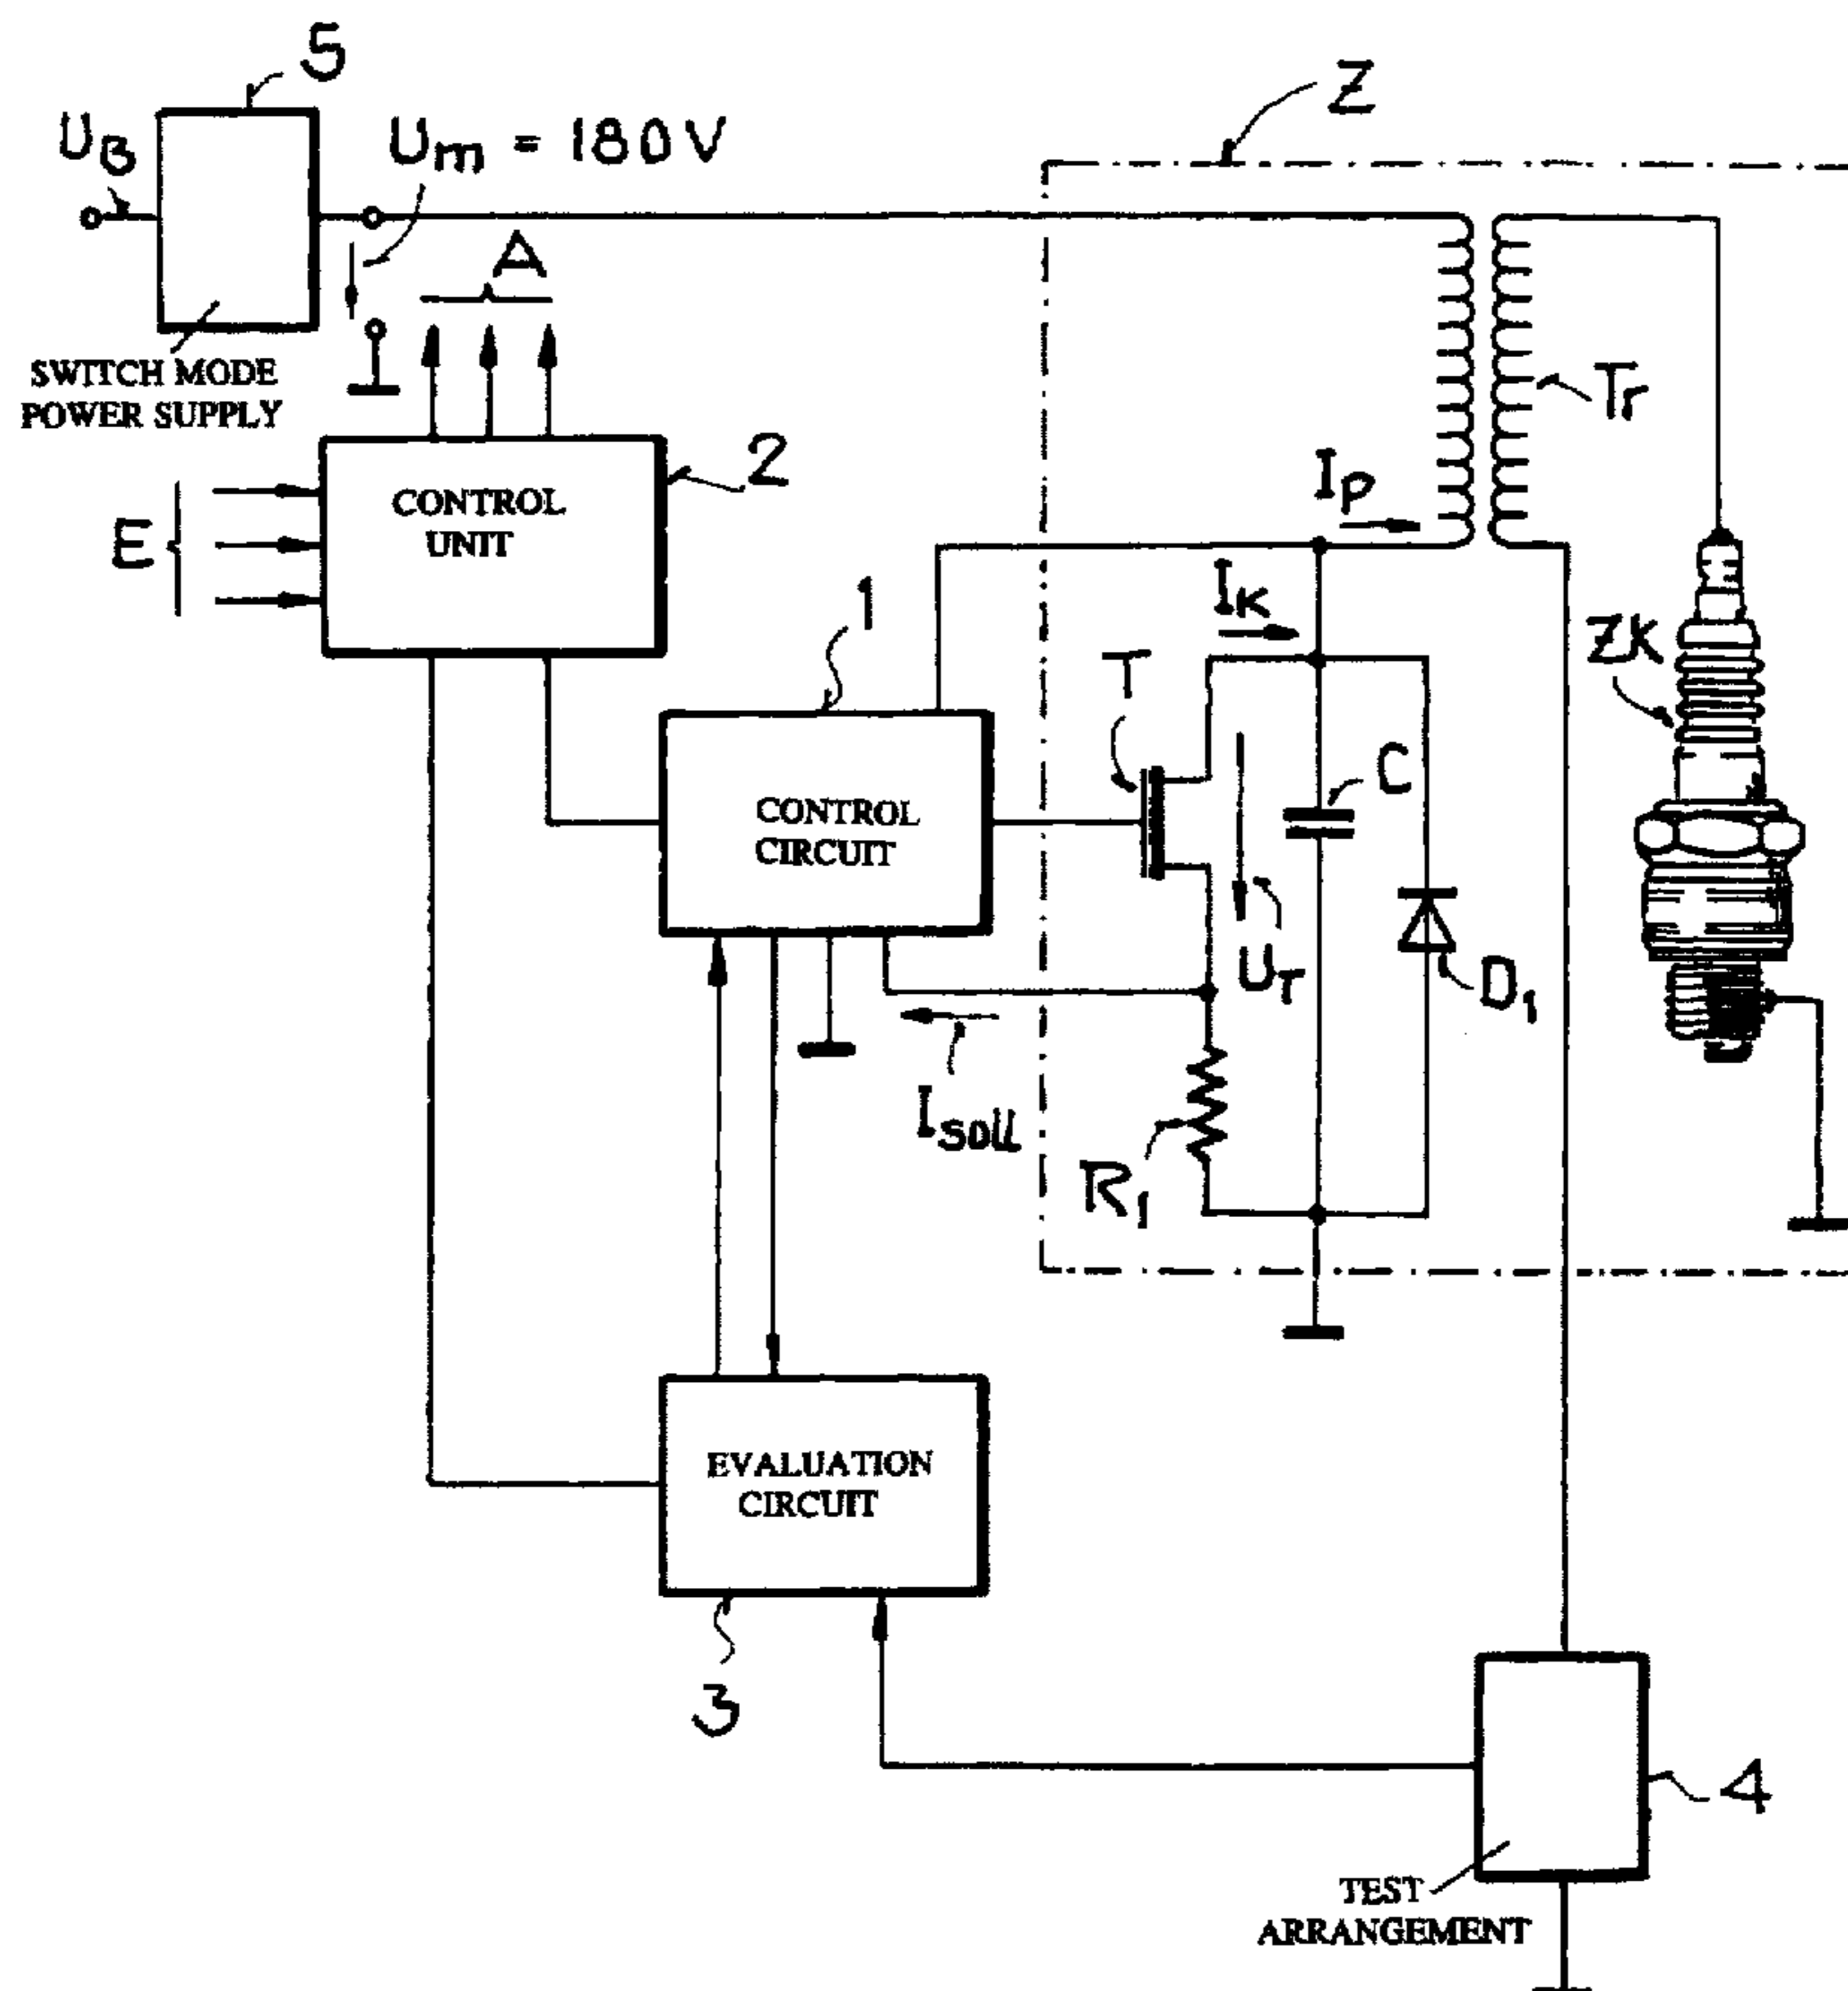 5
Z
U_B
U_m = 180 V
A
SWITCH MODE
POWER SUPPLY
Tr
2
CONTROL
UNIT
I_P
E
I_K
1
ZK
T
C
CONTROL
CIRCUIT
U_T
D_1
I_soll
R_1
EVALUATION
CIRCUIT
3
4
TEST
ARRANGEMENT